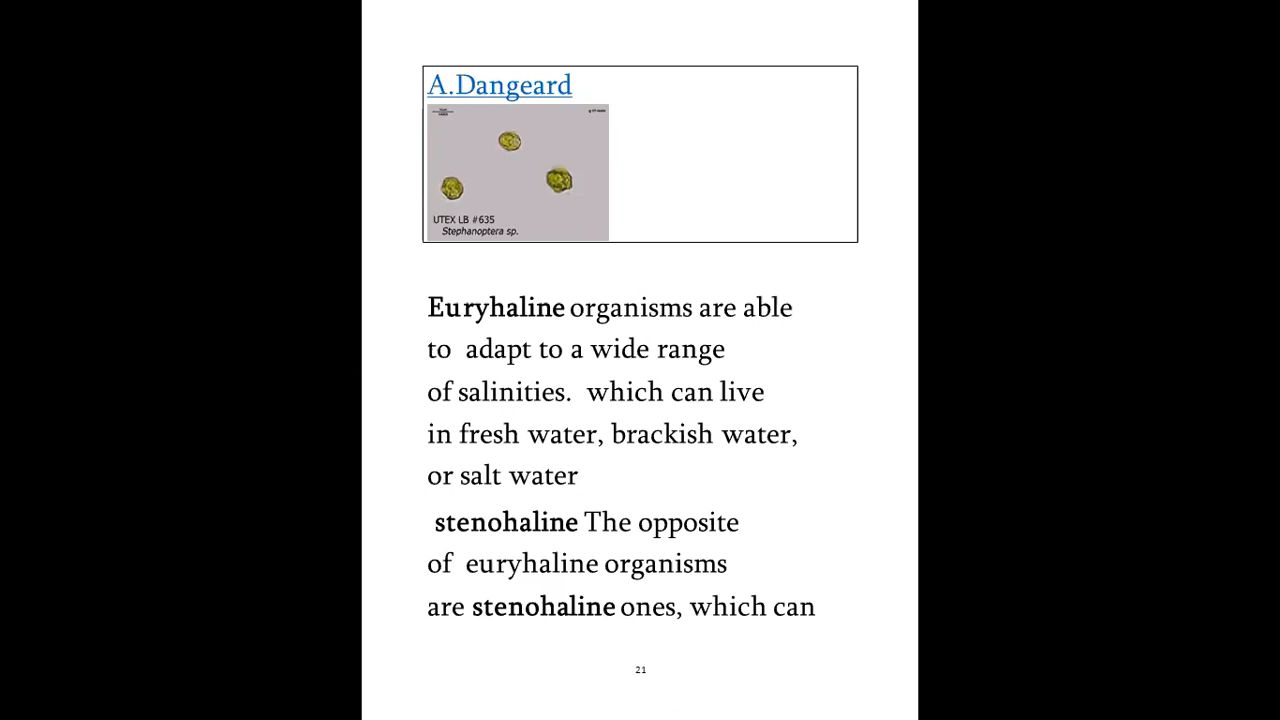 A.Dangeard
UTEX LB #635
Stephanoptera sp.
Euryhaline organisms are able
to adapt to a wide range
of salinities. which can live
in fresh water, brackish water,
or salt water
stenohaline The opposite
of euryhaline organisms
are stenohaline ones, which can
21